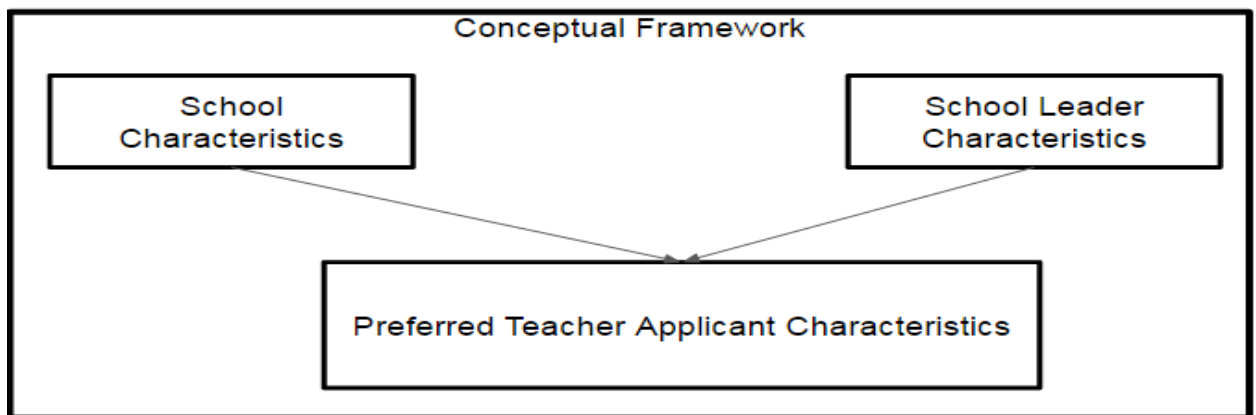 Conceptual Framework
School
Characteristics
School Leader
Characteristics
Preferred Teacher Applicant Characteristics